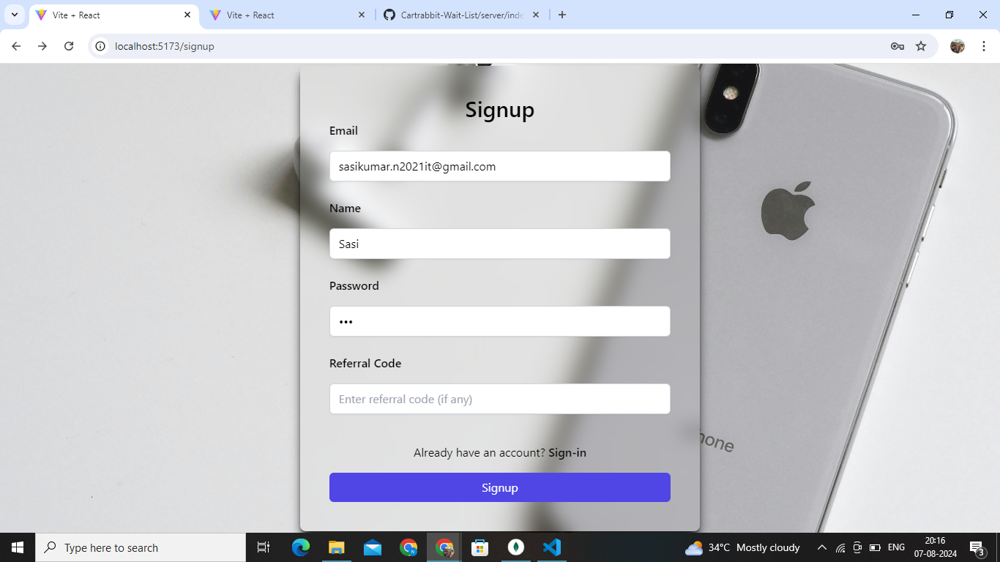 Vite + React
Vite + React
Cartrabbit-Wait-List/server/inde
localhost:5173/signup
Signup
Email
sasikumar.n2021it@gmail.com
Name
Sasi
Password
•••
Referral Code
Enter referral code (if any)
hone
Already have an account? Sign-in
Signup
Type here to search
34°C Mostly cloudy
ENG
20:16
07-08-2024
3